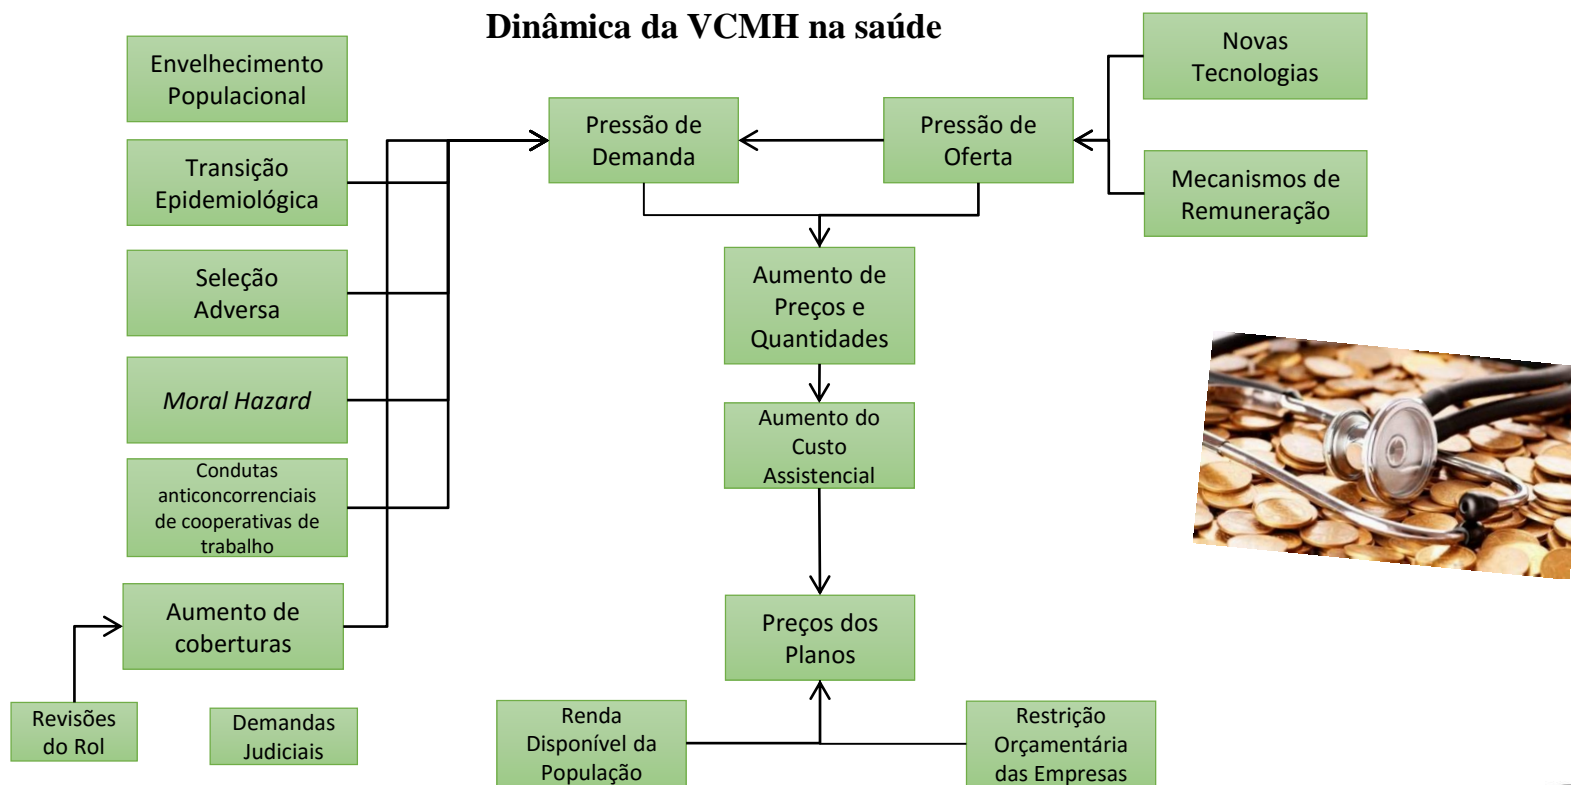 Dinâmica da VCMH na saúde
Envelhecimento
Populacional
Transição
Epidemiológica
Seleção
Adversa
Moral Hazard
Condutas
anticoncorrenciais
de cooperativas de
trabalho
Aumento de
coberturas
Revisões
do Rol
Demandas
Judiciais
Pressão de
Demanda
Pressão de
Oferta
Novas
Tecnologias
Mecanismos de
Remuneração
Aumento de
Preços e
Quantidades
Aumento do
Custo
Assistencial
Preços dos
Planos
Renda
Disponível da
População
Restrição
Orçamentária
das Empresas